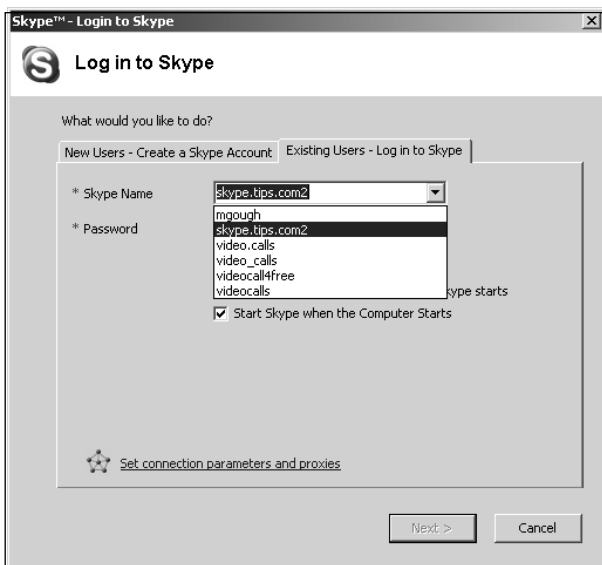 Skype™ - Login to Skype
Log in to Skype
What would you like to do?
New Users - Create a Skype Account
Existing Users - Log in to Skype
* Skype Name
skype.tips.com2
mgough
* Password
skype.tips.com2
video.calls
video_calls
videocall4free
videocalls
kype starts
Start Skype when the Computer Starts
Set connection parameters and proxies
Next >
Cancel